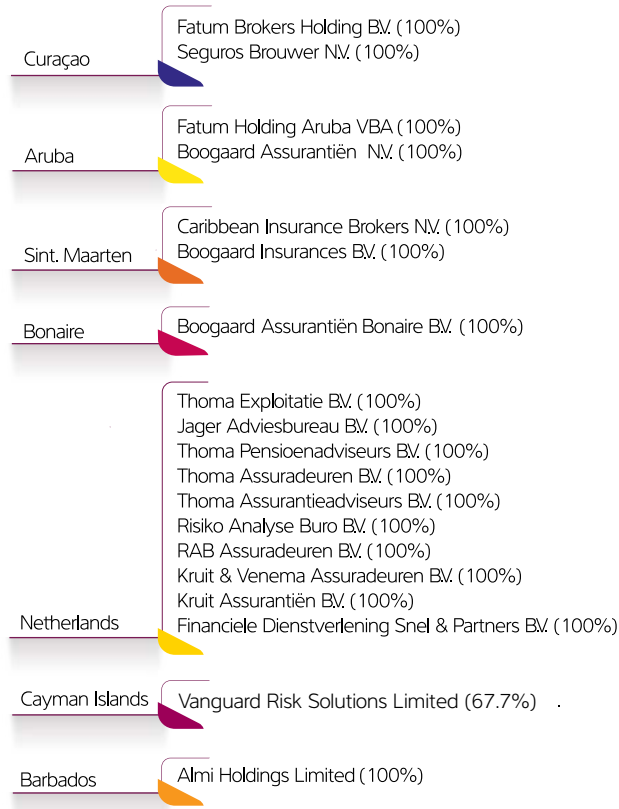 Curaçao
Fatum Brokers Holding B.V. (100%)
Seguros Brouwer N.V. (100%)
Aruba
Fatum Holding Aruba VBA (100%)
Boogaard Assurantiën N.V. (100%)
Sint. Maarten
Caribbean Insurance Brokers N.V. (100%)
Boogaard Insurances B.V. (100%)
Bonaire
Boogaard Assurantiën Bonaire B.V. (100%)
Netherlands
Thoma Exploitatie B.V. (100%)
Jager Adviesbureau B.V. (100%)
Thoma Pensioenadviseurs B.V. (100%)
Thoma Assuradeuren B.V. (100%)
Thoma Assurantieadviseurs B.V. (100%)
Risiko Analyse Buro B.V. (100%)
RAB Assuradeuren B.V. (100%)
Kruit & Venema Assuradeuren B.V. (100%)
Kruit Assurantiën B.V. (100%)
Financiele Dienstverlening Snel & Partners B.V. (100%)
Cayman Islands
Vanguard Risk Solutions Limited (67.7%) .
Barbados
Almi Holdings Limited (100%)